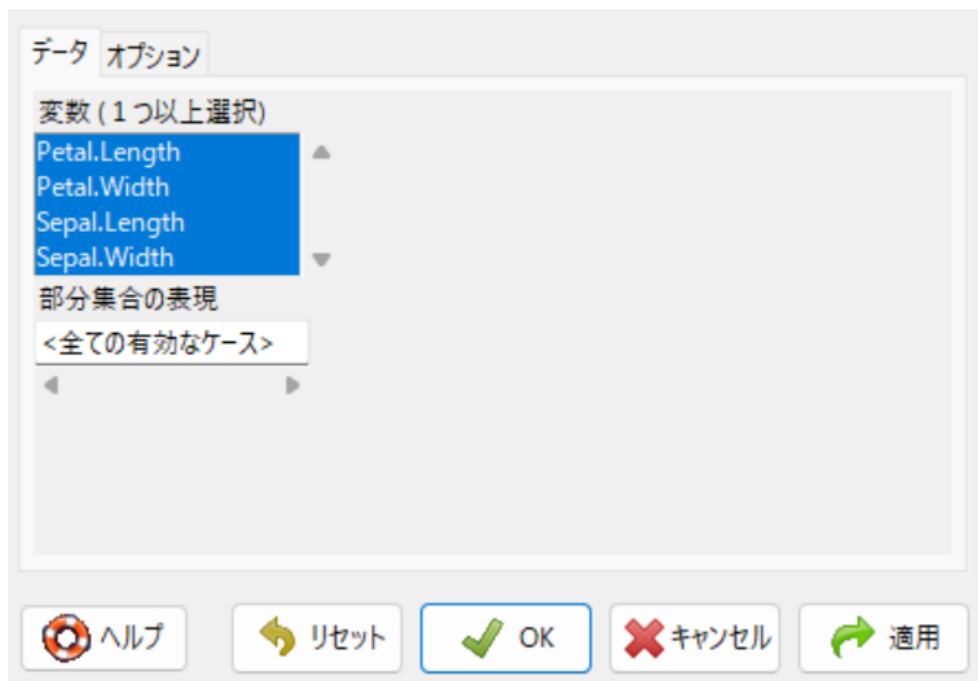 データ オプション
変数 (１つ以上選択)
Petal.Length
Petal.Width
Sepal.Length
Sepal.Width
部分集合の表現
<全ての有効なケース>
ヘルプ リセット OK キャンセル 適用